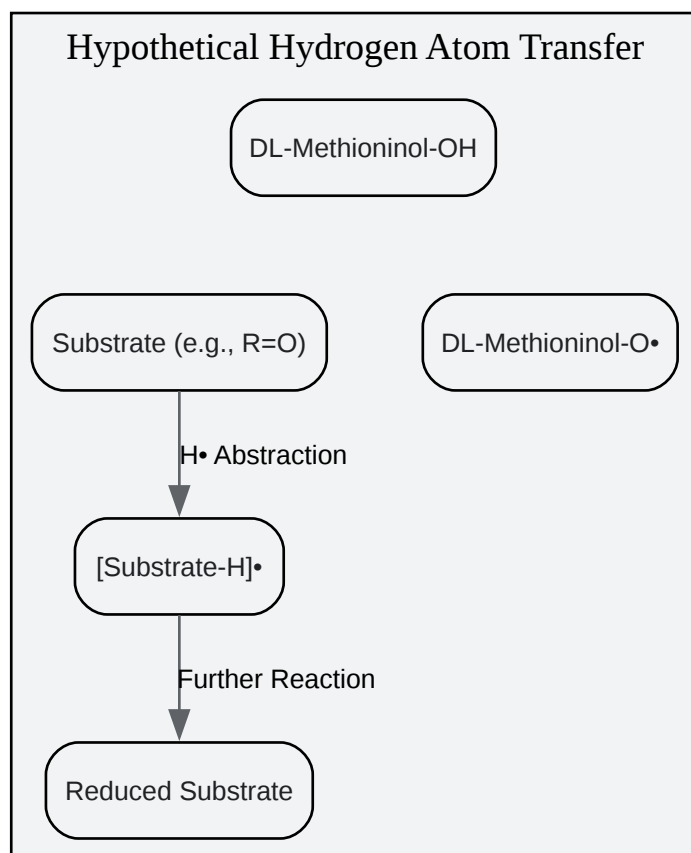 Hypothetical Hydrogen Atom Transfer
DL-Methioninol-OH
Substrate (e.g., R=O)
DL-Methioninol-O•
H• Abstraction
[Substrate-H]•
Further Reaction
Reduced Substrate